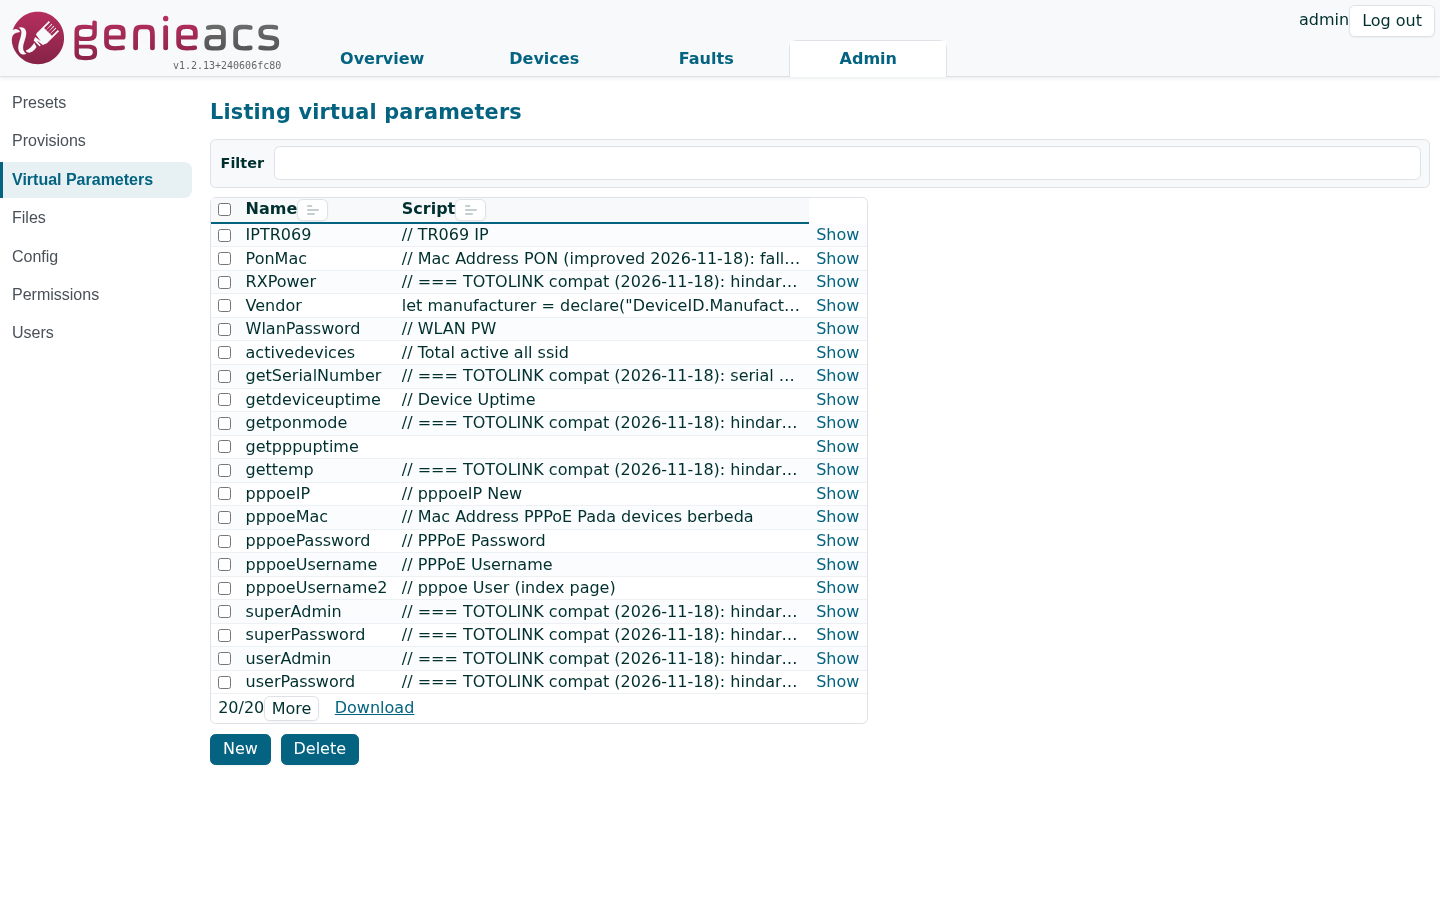 genieacs
v1.2.13+240606fc80
Overview Devices Faults Admin
admin Log out
Presets
Provisions
Virtual Parameters
Files
Config
Permissions
Users
Listing virtual parameters
Filter
Name Script
IPTR069 // TR069 IP Show
PonMac // Mac Address PON (improved 2026-11-18): fall... Show
RXPower // === TOTOLINK compat (2026-11-18): hindar... Show
Vendor let manufacturer = declare("DeviceID.Manufact... Show
WlanPassword // WLAN PW Show
activedevices // Total active all ssid Show
getSerialNumber // === TOTOLINK compat (2026-11-18): serial ... Show
getdeviceuptime // Device Uptime Show
getponmode // === TOTOLINK compat (2026-11-18): hindar... Show
getpppuptime Show
gettemp // === TOTOLINK compat (2026-11-18): hindar... Show
pppoeIP // pppoeIP New Show
pppoeMac // Mac Address PPPoE Pada devices berbeda Show
pppoePassword // PPPoE Password Show
pppoeUsername // PPPoE Username Show
pppoeUsername2 // pppoe User (index page) Show
superAdmin // === TOTOLINK compat (2026-11-18): hindar... Show
superPassword // === TOTOLINK compat (2026-11-18): hindar... Show
userAdmin // === TOTOLINK compat (2026-11-18): hindar... Show
userPassword // === TOTOLINK compat (2026-11-18): hindar... Show
20/20 More Download
New Delete